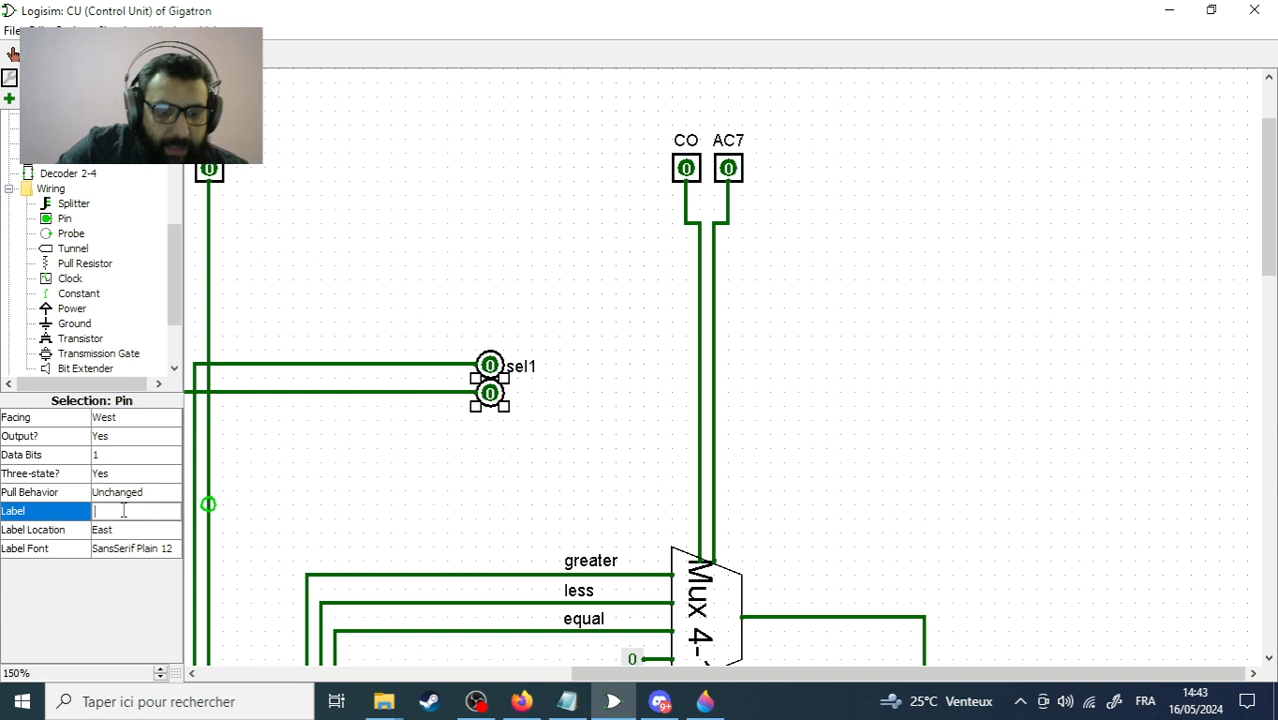 Logisim: CU (Control Unit) of Gigatron
File
CO AC7
0
0 0
Decoder 2-4
Wiring
Splitter
Pin
Probe
Tunnel
Pull Resistor
Clock
Constant
Power
Ground
Transistor
Transmission Gate
Bit Extender
0 sel1
0
Selection: Pin
Facing West
Output? Yes
Data Bits 1
Three-state? Yes
Pull Behavior Unchanged
Label
Label Location East
Label Font SansSerif Plain 12
greater
less
equal
0
Mux 4-
150%
Taper ici pour rechercher
9+
25°C Venteux
FRA
14:43
16/05/2024